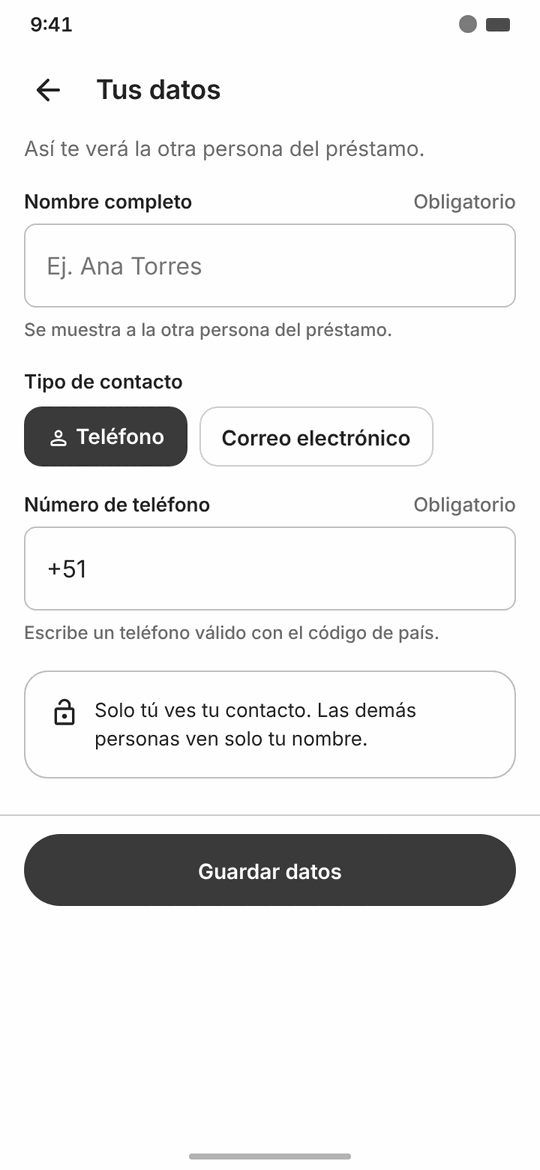 9:41
Tus datos
Así te verá la otra persona del préstamo.
Nombre completo Obligatorio
Ej. Ana Torres
Se muestra a la otra persona del préstamo.
Tipo de contacto
Teléfono Correo electrónico
Número de teléfono Obligatorio
+51
Escribe un teléfono válido con el código de país.
Solo tú ves tu contacto. Las demás
personas ven solo tu nombre.
Guardar datos